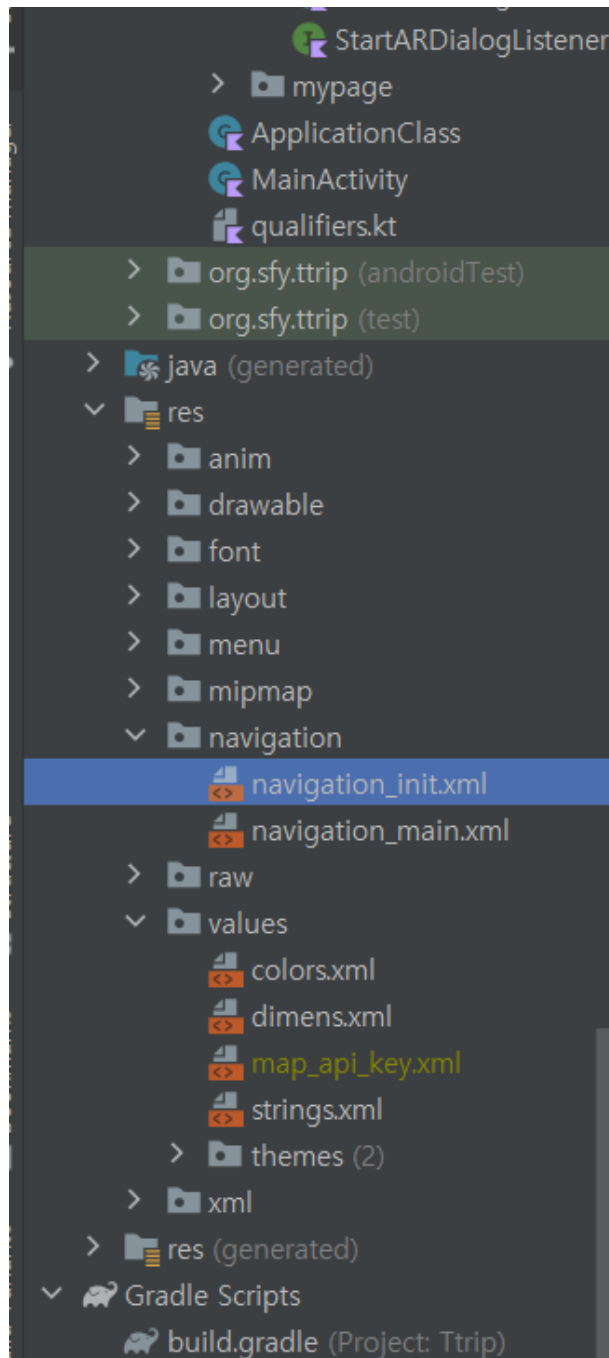 StartARDialogListener
mypage
ApplicationClass
MainActivity
qualifiers.kt
org.sfy.ttrip (androidTest)
org.sfy.ttrip (test)
java (generated)
res
anim
drawable
font
layout
menu
mipmap
navigation
navigation_init.xml
navigation_main.xml
raw
values
colors.xml
dimens.xml
map_api_key.xml
strings.xml
themes (2)
xml
res (generated)
Gradle Scripts
build.gradle (Project: Ttrip)